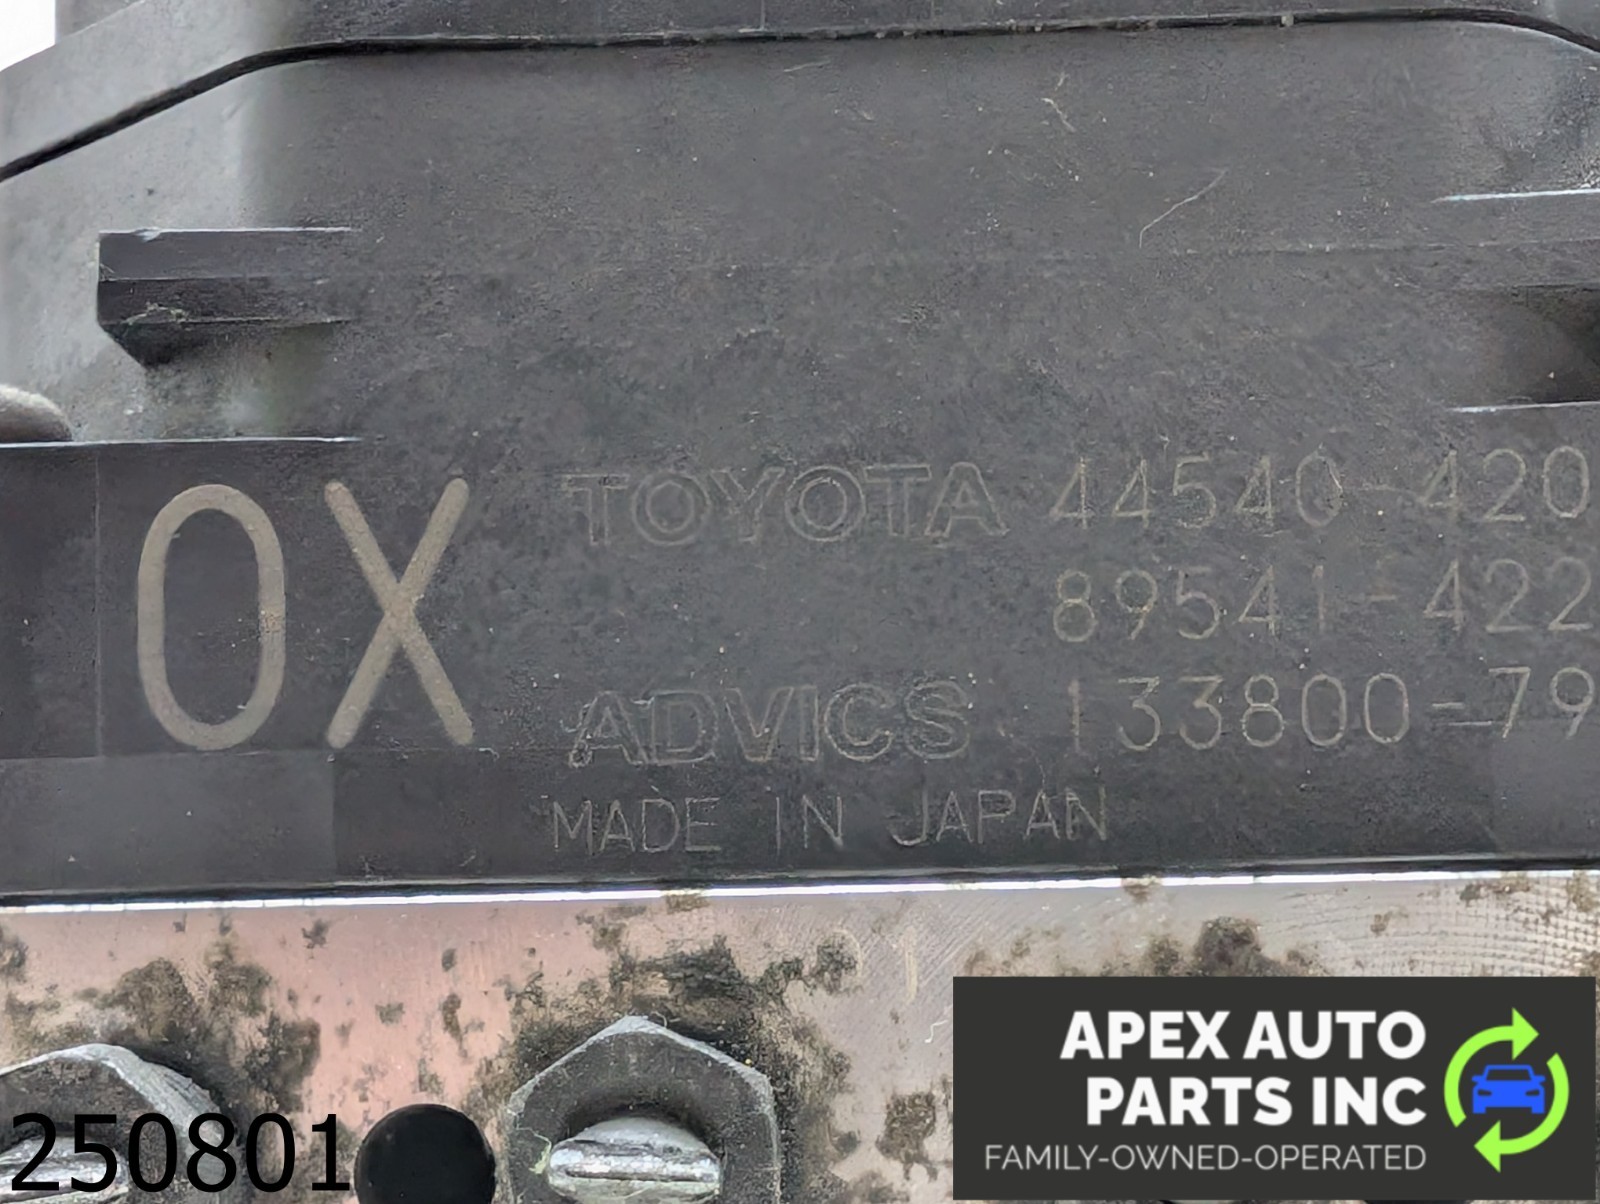 OX
TOYOTA 44540-420
89541-422
ADVICS 133800-79
MADE IN JAPAN
250801
APEX AUTO
PARTS INC
FAMILY-OWNED-OPERATED